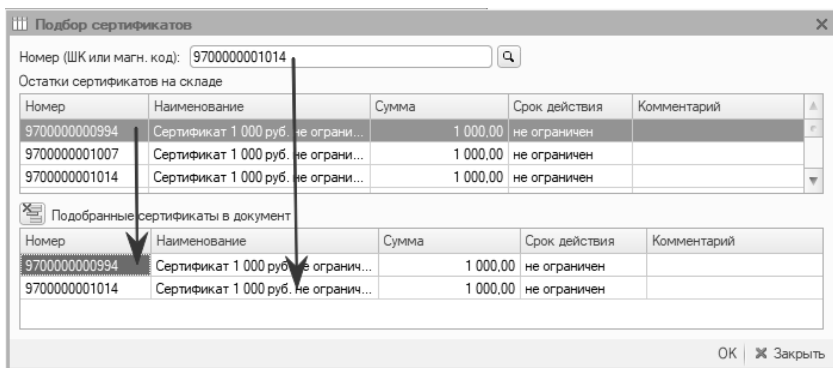 Подбор сертификатов
Номер (ШК или магн. код): 9700000001014
Остатки сертификатов на складе
Номер Наименование Сумма Срок действия Комментарий
9700000000994 Сертификат 1 000 руб. не ограни... 1 000,00 не ограничен
9700000001007 Сертификат 1 000 руб. не ограни... 1 000,00 не ограничен
9700000001014 Сертификат 1 000 руб. не ограни... 1 000,00 не ограничен
Подобранные сертификаты в документ
Номер Наименование Сумма Срок действия Комментарий
9700000000994 Сертификат 1 000 руб. не огранич... 1 000,00 не ограничен
9700000001014 Сертификат 1 000 руб. не огранич... 1 000,00 не ограничен
OK Закрыть